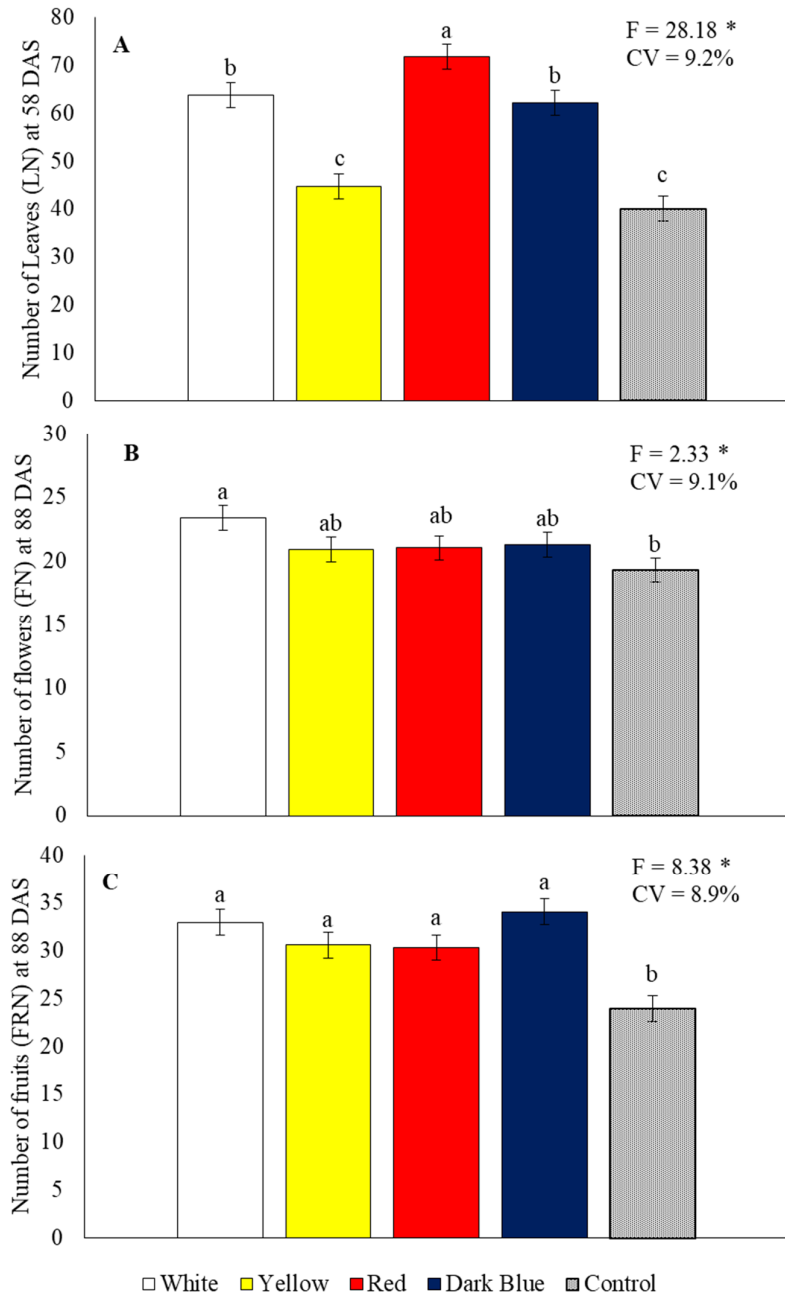 A
F = 28.18 *
CV = 9.2%
Number of Leaves (LN) at 58 DAS
80
70
60
50
40
30
20
10
0
b
c
a
b
c
B
F = 2.33 *
CV = 9.1%
Number of flowers (FN) at 88 DAS
30
25
20
15
10
5
0
a
ab
ab
ab
b
C
F = 8.38 *
CV = 8.9%
Number of fruits (FRN) at 88 DAS
40
35
30
25
20
15
10
5
0
a
a
a
a
b
White Yellow Red Dark Blue Control